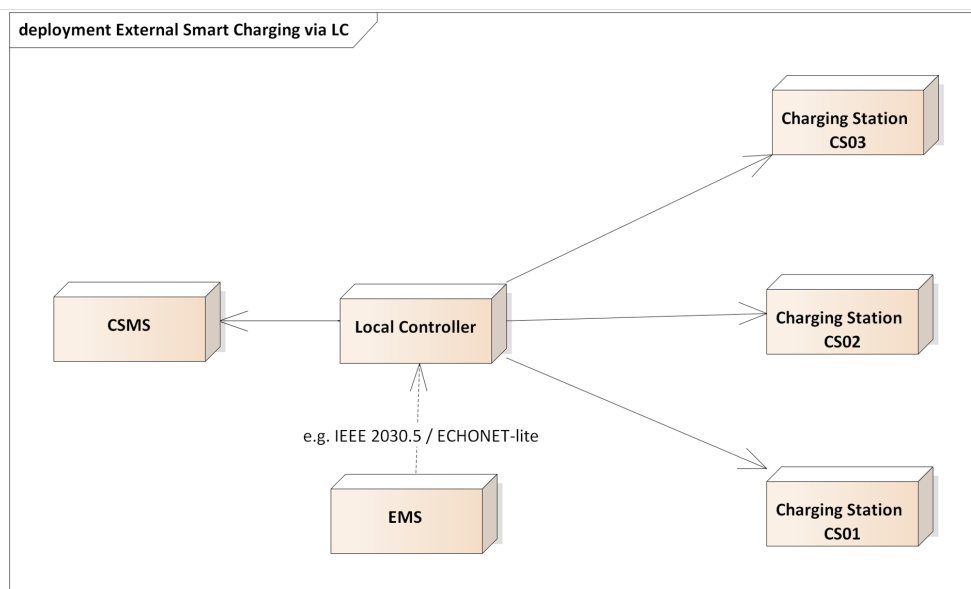 deployment External Smart Charging via LC
Charging Station
CS03
CSMS
Local Controller
Charging Station
CS02
e.g. IEEE 2030.5 / ECHONET-lite
EMS
Charging Station
CS01